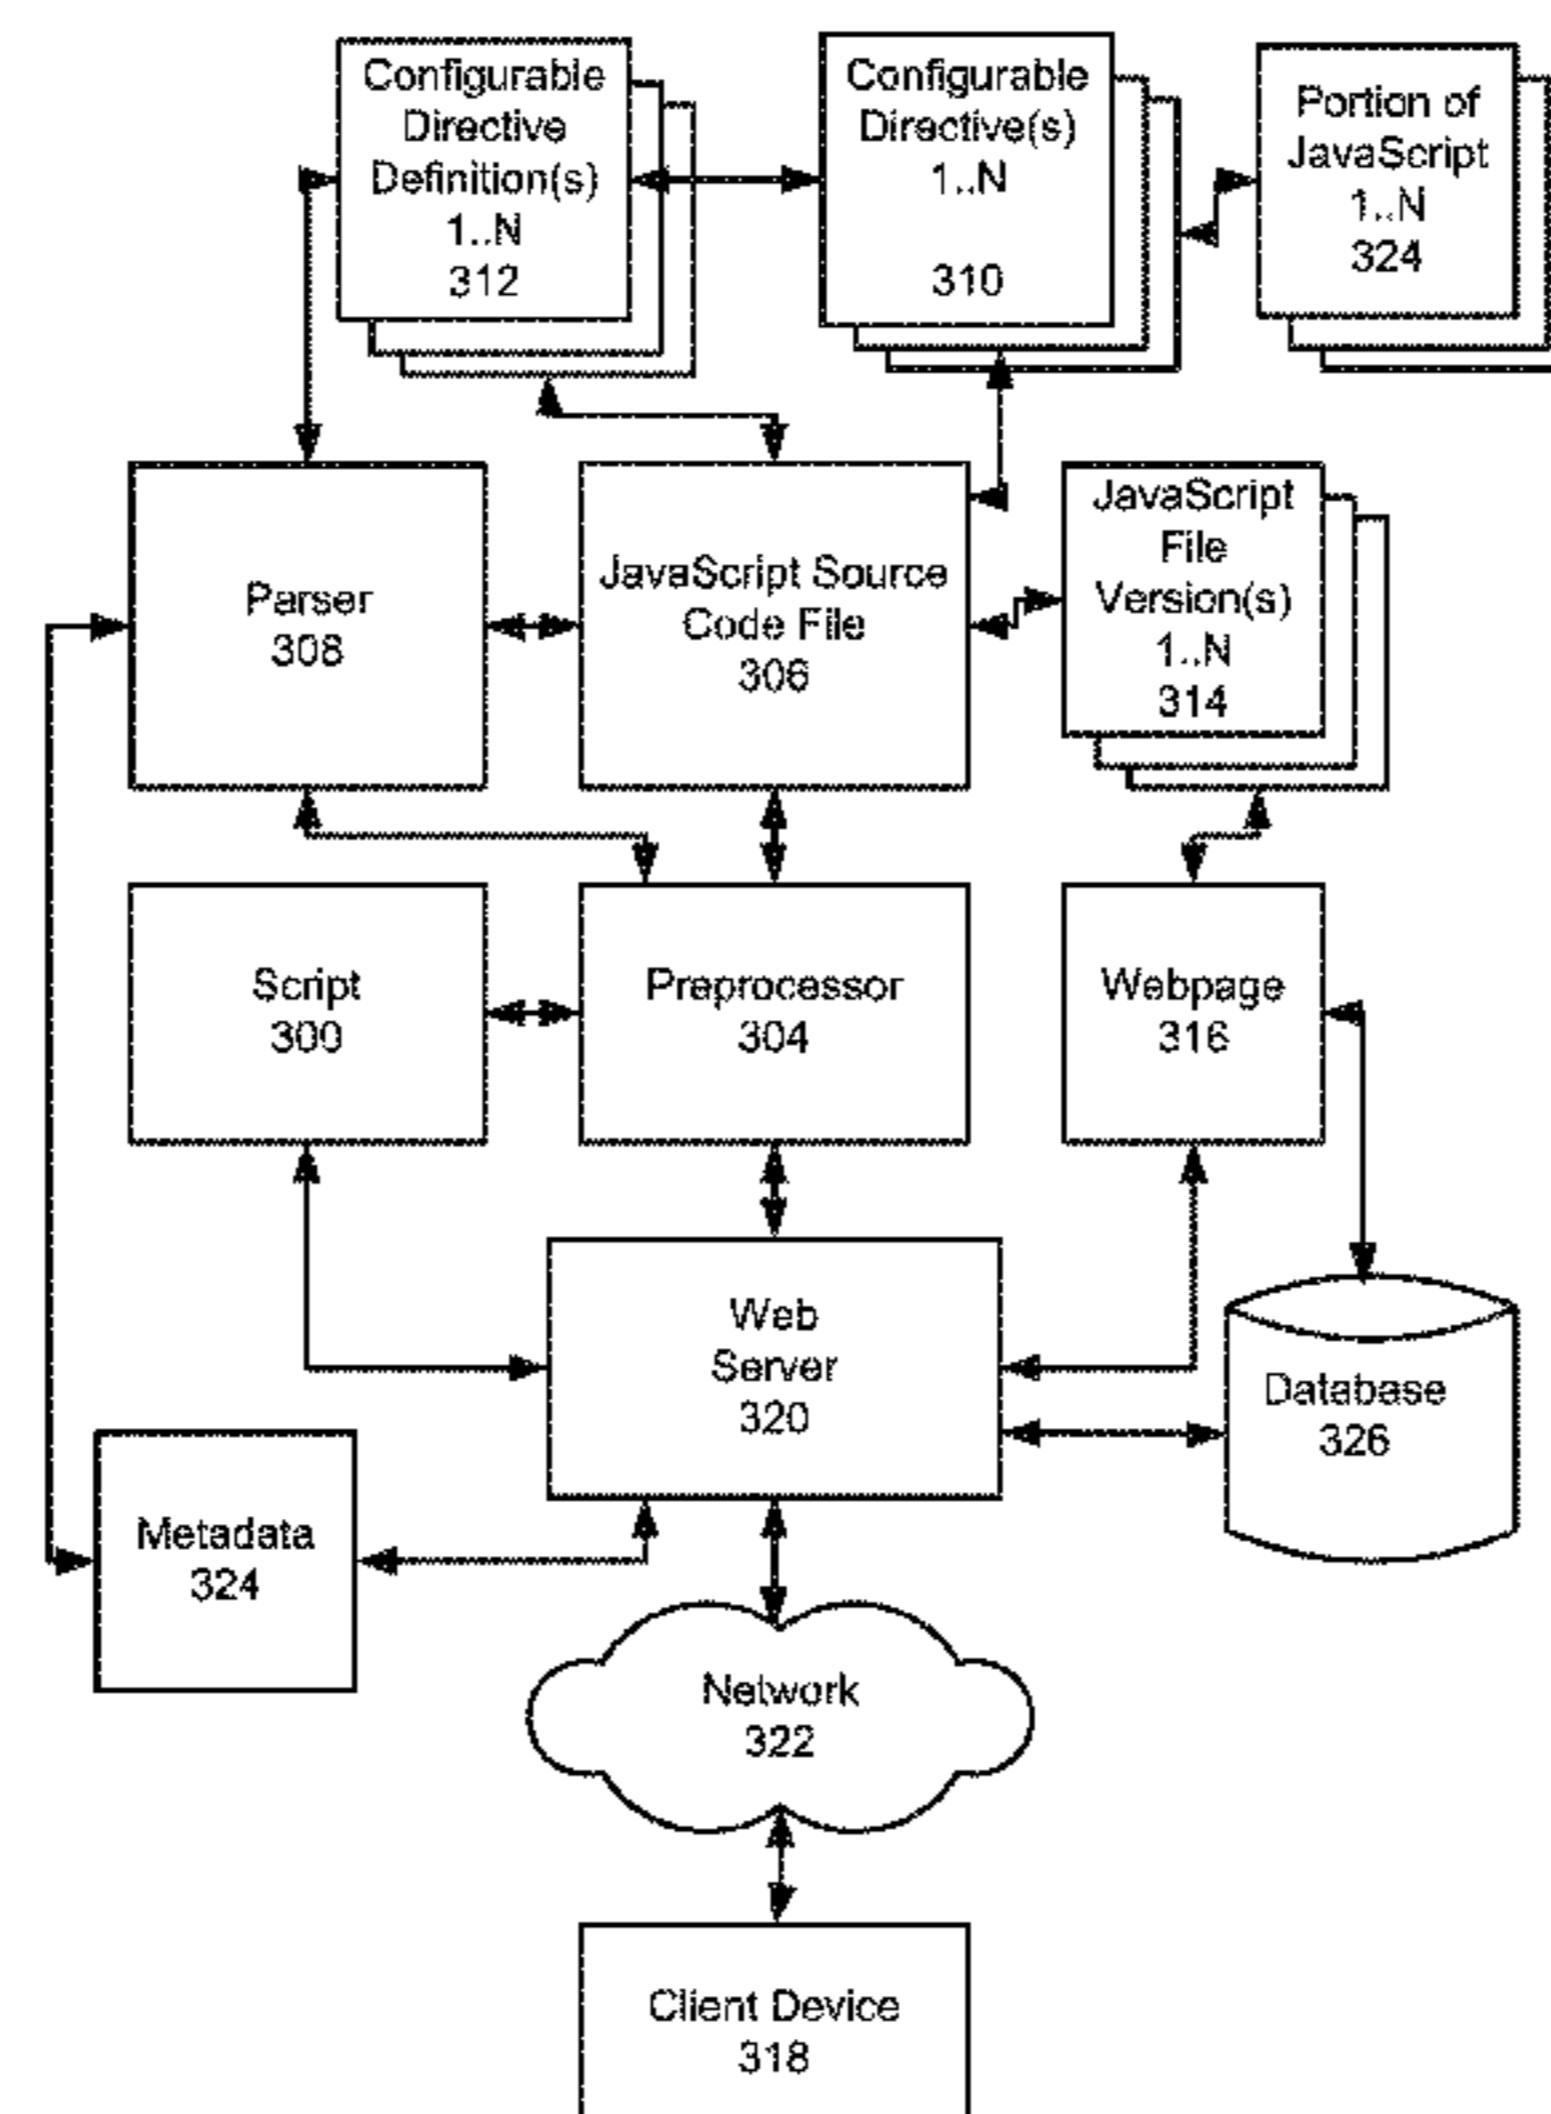 Configurable
Directive
Definition(s)
1..N
312
Configurable
Directive(s)
1..N
310
Portion of
JavaScript
1..N
324
Parser
308
JavaScript Source
Code File
306
JavaScript
File
Version(s)
1..N
314
Script
300
Preprocessor
304
Webpage
316
Web
Server
320
Database
326
Metadata
324
Network
322
Client Device
318